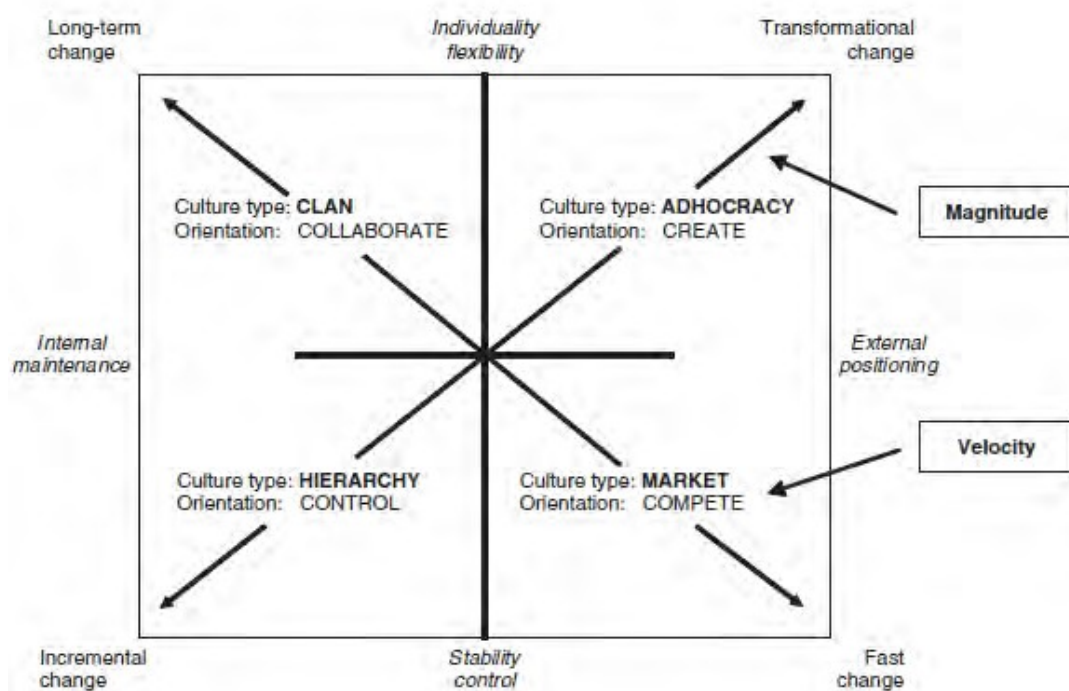 Long-term
change
Individuality
flexibility
Transformational
change
Culture type: CLAN
Orientation: COLLABORATE
Culture type: ADHOCRACY
Orientation: CREATE
Magnitude
Internal
maintenance
External
positioning
Culture type: HIERARCHY
Orientation: CONTROL
Culture type: MARKET
Orientation: COMPETE
Velocity
Incremental
change
Stability
control
Fast
change